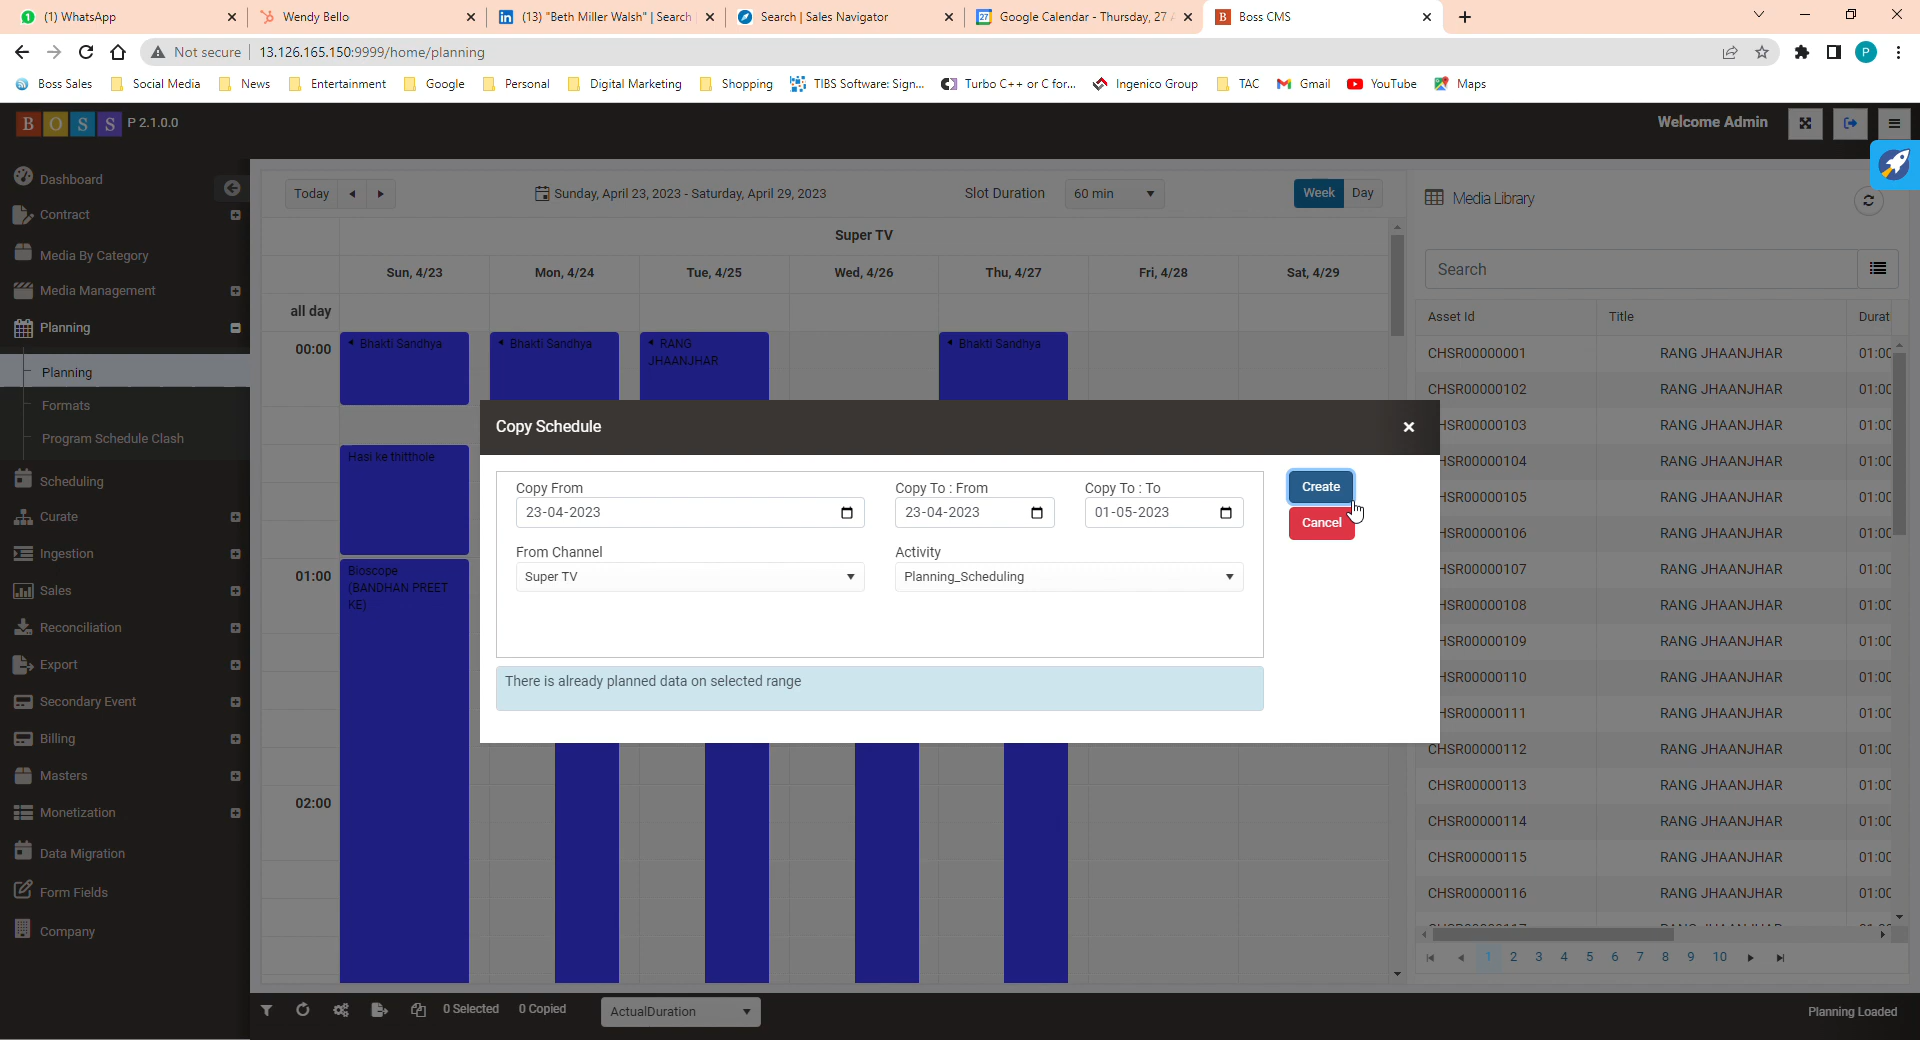 (1) WhatsApp
Wendy Bello
(13) "Beth Miller Walsh" | Search
Search | Sales Navigator
27 Google Calendar - Thursday, 27
B Boss CMS
Not secure 13.126.165.150:9999/home/planning
P
Boss Sales Social Media News Entertainment Google Personal Digital Marketing Shopping TIBS Software: Sign... Turbo C++ or C for... Ingenico Group TAC Gmail YouTube Maps
B O S S P 2.1.0.0
Welcome Admin
Dashboard
Contract
Media By Category
Media Management
Planning
Planning
Formats
Program Schedule Clash
Scheduling
Curate
Ingestion
Sales
Reconciliation
Export
Secondary Event
Billing
Masters
Monetization
Data Migration
Form Fields
Company
Today Sunday, April 23, 2023 - Saturday, April 29, 2023 Slot Duration 60 min Week Day
Super TV
Sun, 4/23 Mon, 4/24 Tue, 4/25 Wed, 4/26 Thu, 4/27 Fri, 4/28 Sat, 4/29
all day
00:00
Bhakti Sandhya
Bhakti Sandhya
RANG
JHAANJHAR
Bhakti Sandhya
Hasi ke thitthole
01:00
Bioscope
(BANDHAN PREET
KE)
02:00
Copy Schedule
Copy From
23-04-2023
Copy To : From
23-04-2023
Copy To : To
01-05-2023
From Channel
Super TV
Activity
Planning_Scheduling
Create
Cancel
There is already planned data on selected range
Media Library
Search
Asset Id Title Durat
CHSR00000001 RANG JHAANJHAR 01:00
CHSR00000102 RANG JHAANJHAR 01:00
HSR00000103 RANG JHAANJHAR 01:00
HSR00000104 RANG JHAANJHAR 01:00
HSR00000105 RANG JHAANJHAR 01:00
HSR00000106 RANG JHAANJHAR 01:00
HSR00000107 RANG JHAANJHAR 01:00
HSR00000108 RANG JHAANJHAR 01:00
HSR00000109 RANG JHAANJHAR 01:00
HSR00000110 RANG JHAANJHAR 01:00
HSR00000111 RANG JHAANJHAR 01:00
CHSR00000112 RANG JHAANJHAR 01:00
CHSR00000113 RANG JHAANJHAR 01:00
CHSR00000114 RANG JHAANJHAR 01:00
CHSR00000115 RANG JHAANJHAR 01:00
CHSR00000116 RANG JHAANJHAR 01:00
1 2 3 4 5 6 7 8 9 10
0 Selected 0 Copied ActualDuration
Planning Loaded